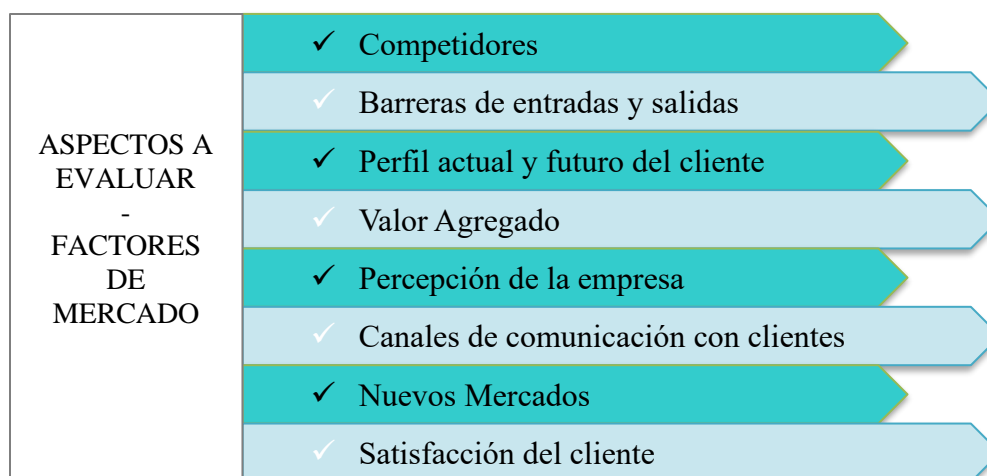 ASPECTOS A
EVALUAR
-
FACTORES
DE
MERCADO
✓ Competidores
✓ Barreras de entradas y salidas
✓ Perfil actual y futuro del cliente
✓ Valor Agregado
✓ Percepción de la empresa
✓ Canales de comunicación con clientes
✓ Nuevos Mercados
✓ Satisfacción del cliente